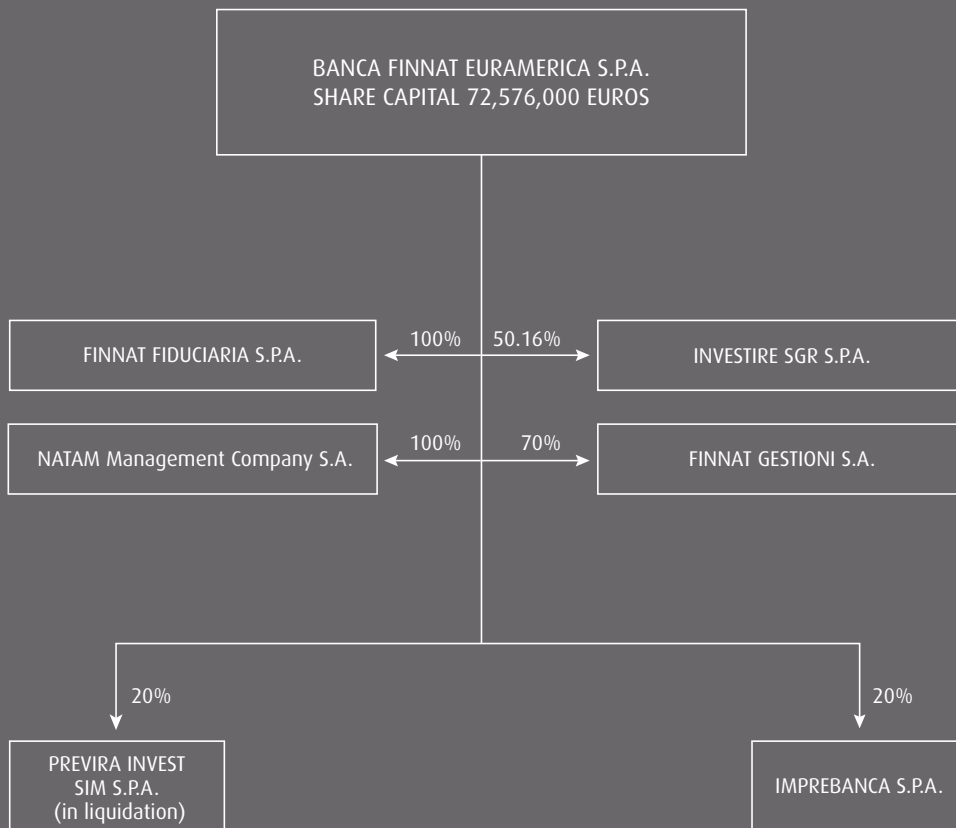 BANCA FINNAT EURAMERICA S.P.A.
SHARE CAPITAL 72,576,000 EUROS
FINNAT FIDUCIARIA S.P.A.
100%
50.16%
INVESTIRE SGR S.P.A.
NATAM Management Company S.A.
100%
70%
FINNAT GESTIONI S.A.
20%
20%
PREVIRA INVEST
SIM S.P.A.
(in liquidation)
IMPREBANCA S.P.A.